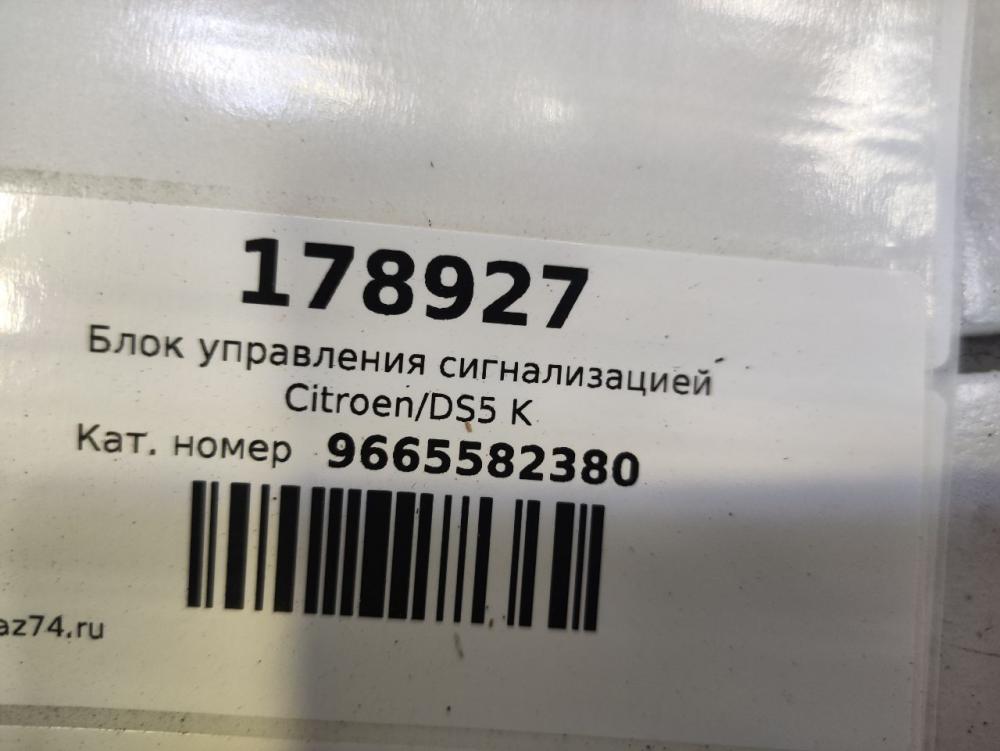 178927
Блок управления сигнализацией
Citroen/DS5 K
Кат. номер 9665582380
az74.ru